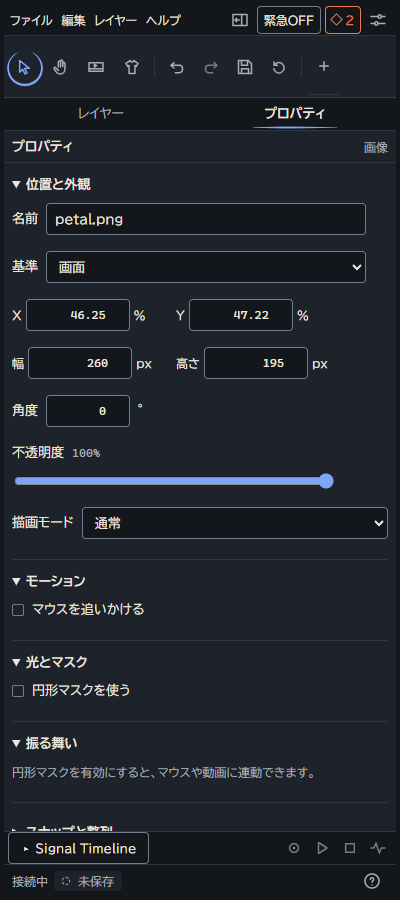 ファイル 編集 レイヤー ヘルプ 緊急OFF 2
レイヤー プロパティ
プロパティ 画像
▼ 位置と外観
名前 petal.png
基準 画面
X 46.25 % Y 47.22 %
幅 260 px 高さ 195 px
角度 0 °
不透明度 100%
描画モード 通常
▼ モーション
マウスを追いかける
▼ 光とマスク
円形マスクを使う
▼ 振る舞い
円形マスクを有効にすると、マウスや動画に連動できます。
▸ スナップと整列
▸ Signal Timeline
接続中 未保存